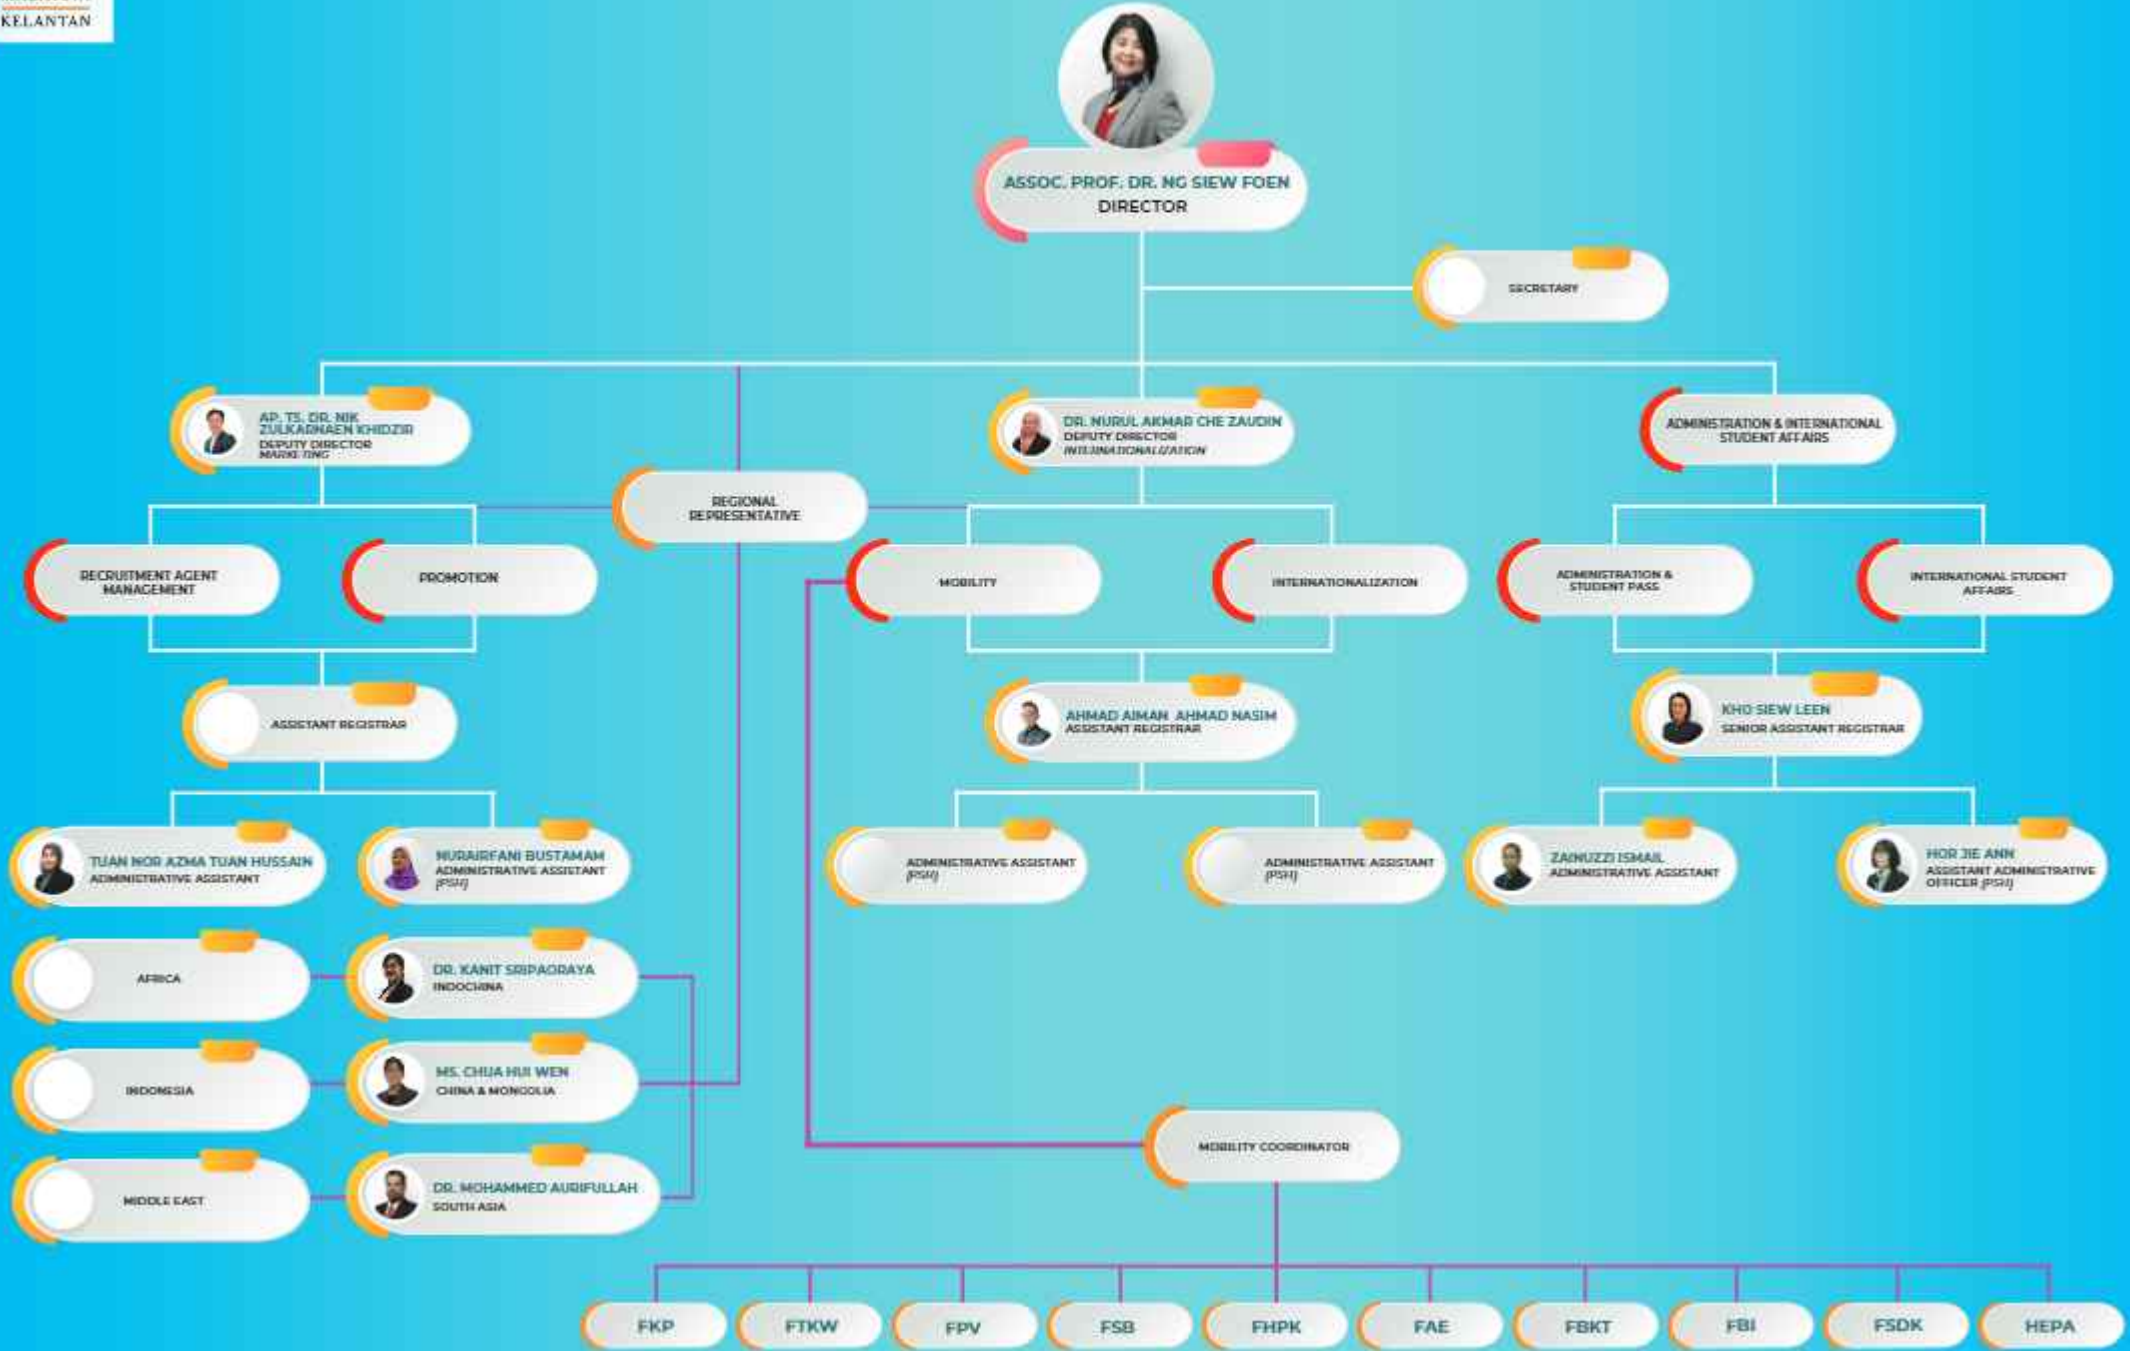 KELANTAN
ASSOC. PROF. DR. NG SIEW FOEN
DIRECTOR
SECRETARY
AP. TS. DR. NIK
ZULKARNAEN KHIDZIR
DEPUTY DIRECTOR
MARKETING
DR. NURUL AKMAR CHE ZAUDIN
DEPUTY DIRECTOR
INTERNATIONALIZATION
ADMINISTRATION & INTERNATIONAL
STUDENT AFFAIRS
REGIONAL
REPRESENTATIVE
RECRUITMENT AGENT
MANAGEMENT
PROMOTION
MOBILITY
INTERNATIONALIZATION
ADMINISTRATION &
STUDENT PASS
INTERNATIONAL STUDENT
AFFAIRS
ASSISTANT REGISTRAR
AHMAD AIMAN AHMAD NASIM
ASSISTANT REGISTRAR
KHO SIEW LEEN
SENIOR ASSISTANT REGISTRAR
TUAN NOR AZMA TUAN HUSSAIN
ADMINISTRATIVE ASSISTANT
NURAIRFANI BUSTAMAM
ADMINISTRATIVE ASSISTANT
(PSH)
ADMINISTRATIVE ASSISTANT
(PSH)
ADMINISTRATIVE ASSISTANT
(PSH)
ZAINUZZI ISMAIL
ADMINISTRATIVE ASSISTANT
HOR JIE ANN
ASSISTANT ADMINISTRATIVE
OFFICER (PSH)
AFRICA
DR. KANIT SRIPAORAYA
INDOCHINA
INDONESIA
MS. CHUA HUI WEN
CHINA & MONGOLIA
MIDDLE EAST
DR. MOHAMMED AURIFULLAH
SOUTH ASIA
MOBILITY COORDINATOR
FKP
FTKW
FPV
FSB
FHPK
FAE
FBKT
FBI
FSDK
HEPA